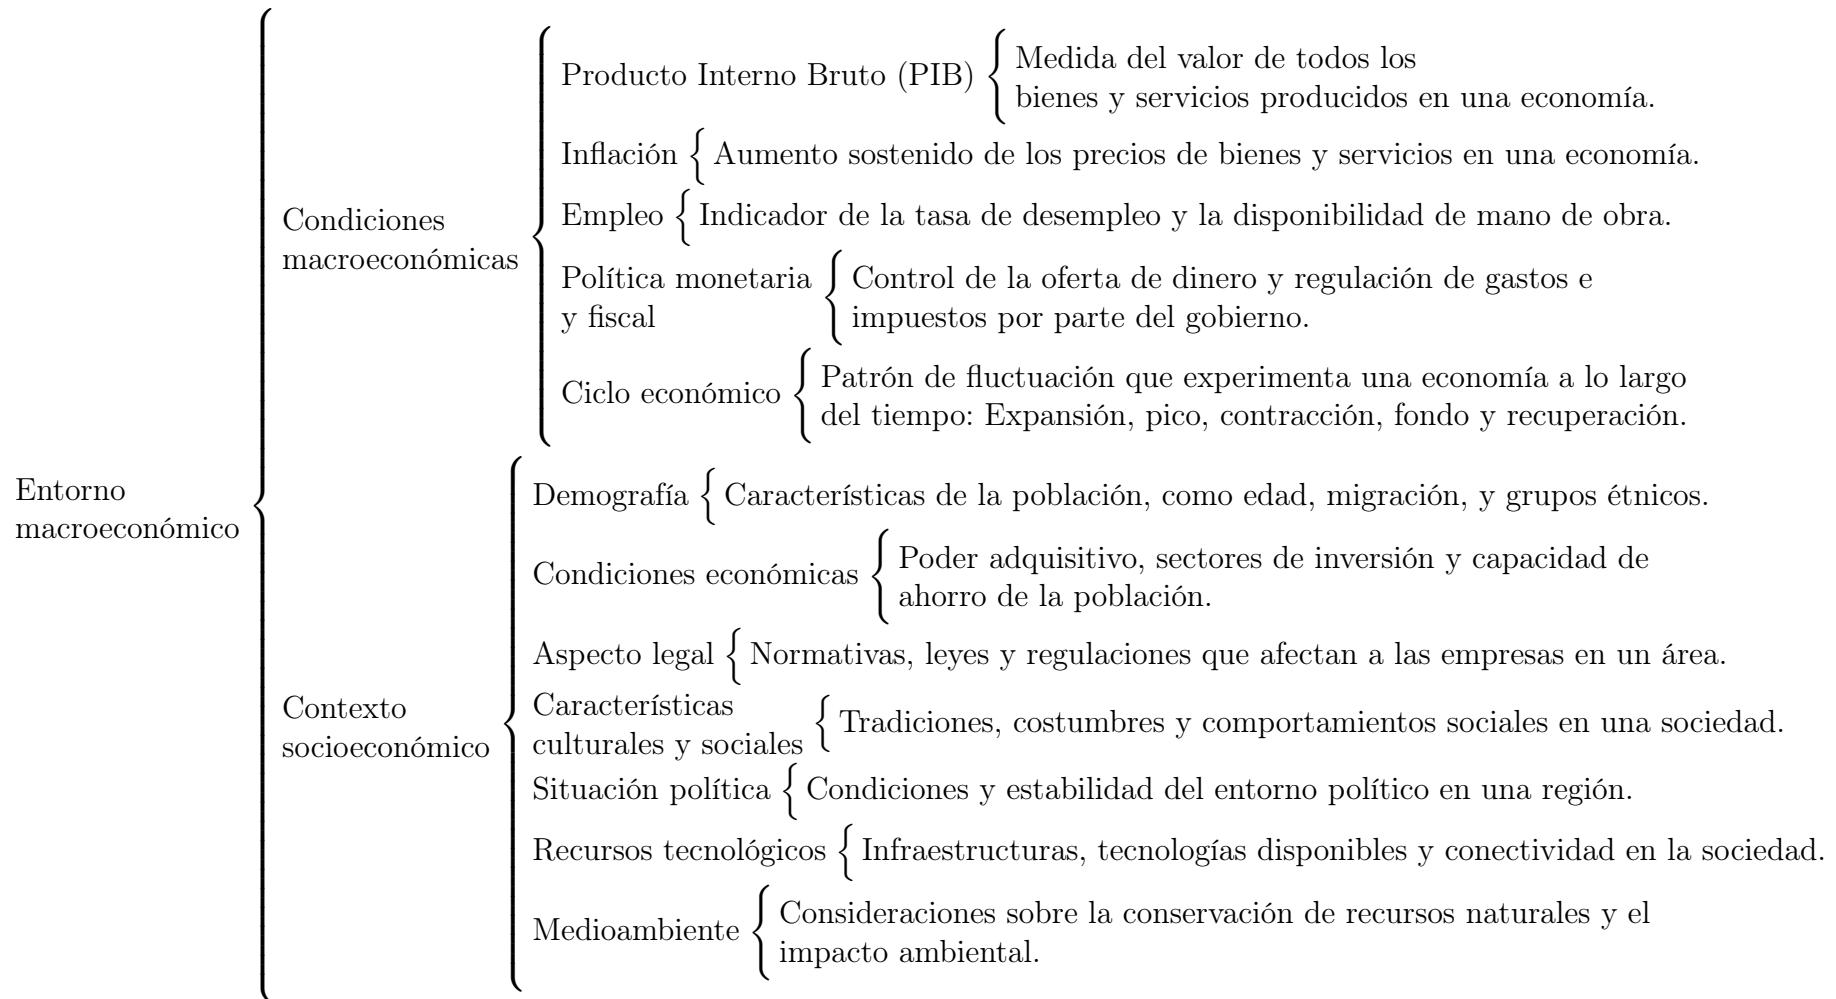 Entorno
macroeconómico
Condiciones
macroeconómicas
Producto Interno Bruto (PIB)
Medida del valor de todos los
bienes y servicios producidos en una economía.
Inflación
Aumento sostenido de los precios de bienes y servicios en una economía.
Empleo
Indicador de la tasa de desempleo y la disponibilidad de mano de obra.
Política monetaria
y fiscal
Control de la oferta de dinero y regulación de gastos e
impuestos por parte del gobierno.
Ciclo económico
Patrón de fluctuación que experimenta una economía a lo largo
del tiempo: Expansión, pico, contracción, fondo y recuperación.
Contexto
socioeconómico
Demografía
Características de la población, como edad, migración, y grupos étnicos.
Condiciones económicas
Poder adquisitivo, sectores de inversión y capacidad de
ahorro de la población.
Aspecto legal
Normativas, leyes y regulaciones que afectan a las empresas en un área.
Características
culturales y sociales
Tradiciones, costumbres y comportamientos sociales en una sociedad.
Situación política
Condiciones y estabilidad del entorno político en una región.
Recursos tecnológicos
Infraestructuras, tecnologías disponibles y conectividad en la sociedad.
Medioambiente
Consideraciones sobre la conservación de recursos naturales y el
impacto ambiental.